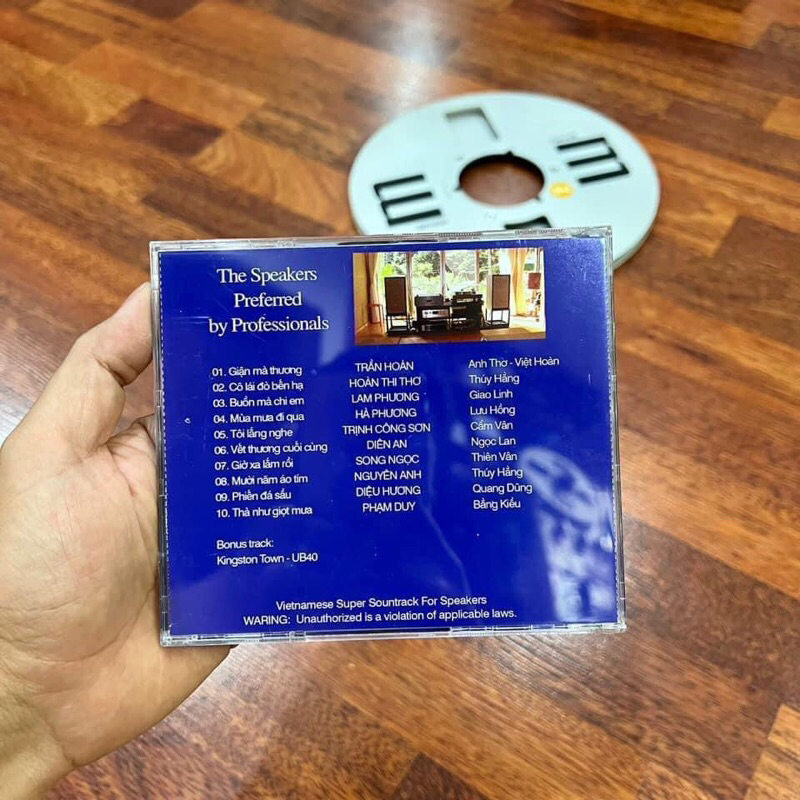 The Speakers
Preferred
by Professionals
01. Giận mà thương TRẦN HOÀN Anh Thơ - Việt Hoàn
02. Cô lái đò bến hạ HOÀN THI THƠ Thúy Hằng
03. Buồn mà chi em LAM PHƯƠNG Giao Linh
04. Mùa mưa đi qua HÀ PHƯƠNG Lưu Hồng
05. Tôi lắng nghe TRỊNH CÔNG SƠN Cẩm Vân
06. Vết thương cuối cùng DIÊN AN Ngọc Lan
07. Giờ xa lắm rồi SONG NGỌC Thiên Vân
08. Mười năm áo tím NGUYÊN ANH Thúy Hằng
09. Phiến đá sầu DIỆU HƯƠNG Quang Dũng
10. Thà như giọt mưa PHẠM DUY Bằng Kiều
Bonus track:
Kingston Town - UB40
Vietnamese Super Sountrack For Speakers
WARING: Unauthorized is a violation of applicable laws.